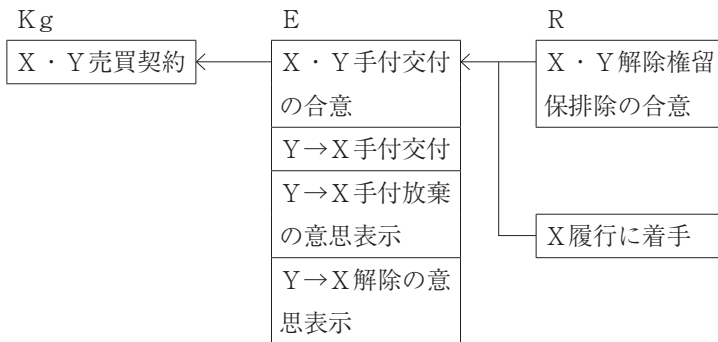 Ｋｇ
Ｅ
Ｒ
Ｘ・Ｙ売買契約
Ｘ・Ｙ手付交付
の合意
Ｙ→Ｘ手付交付
Ｙ→Ｘ手付放棄
の意思表示
Ｙ→Ｘ解除の意
思表示
Ｘ・Ｙ解除権留
保排除の合意
Ｘ履行に着手